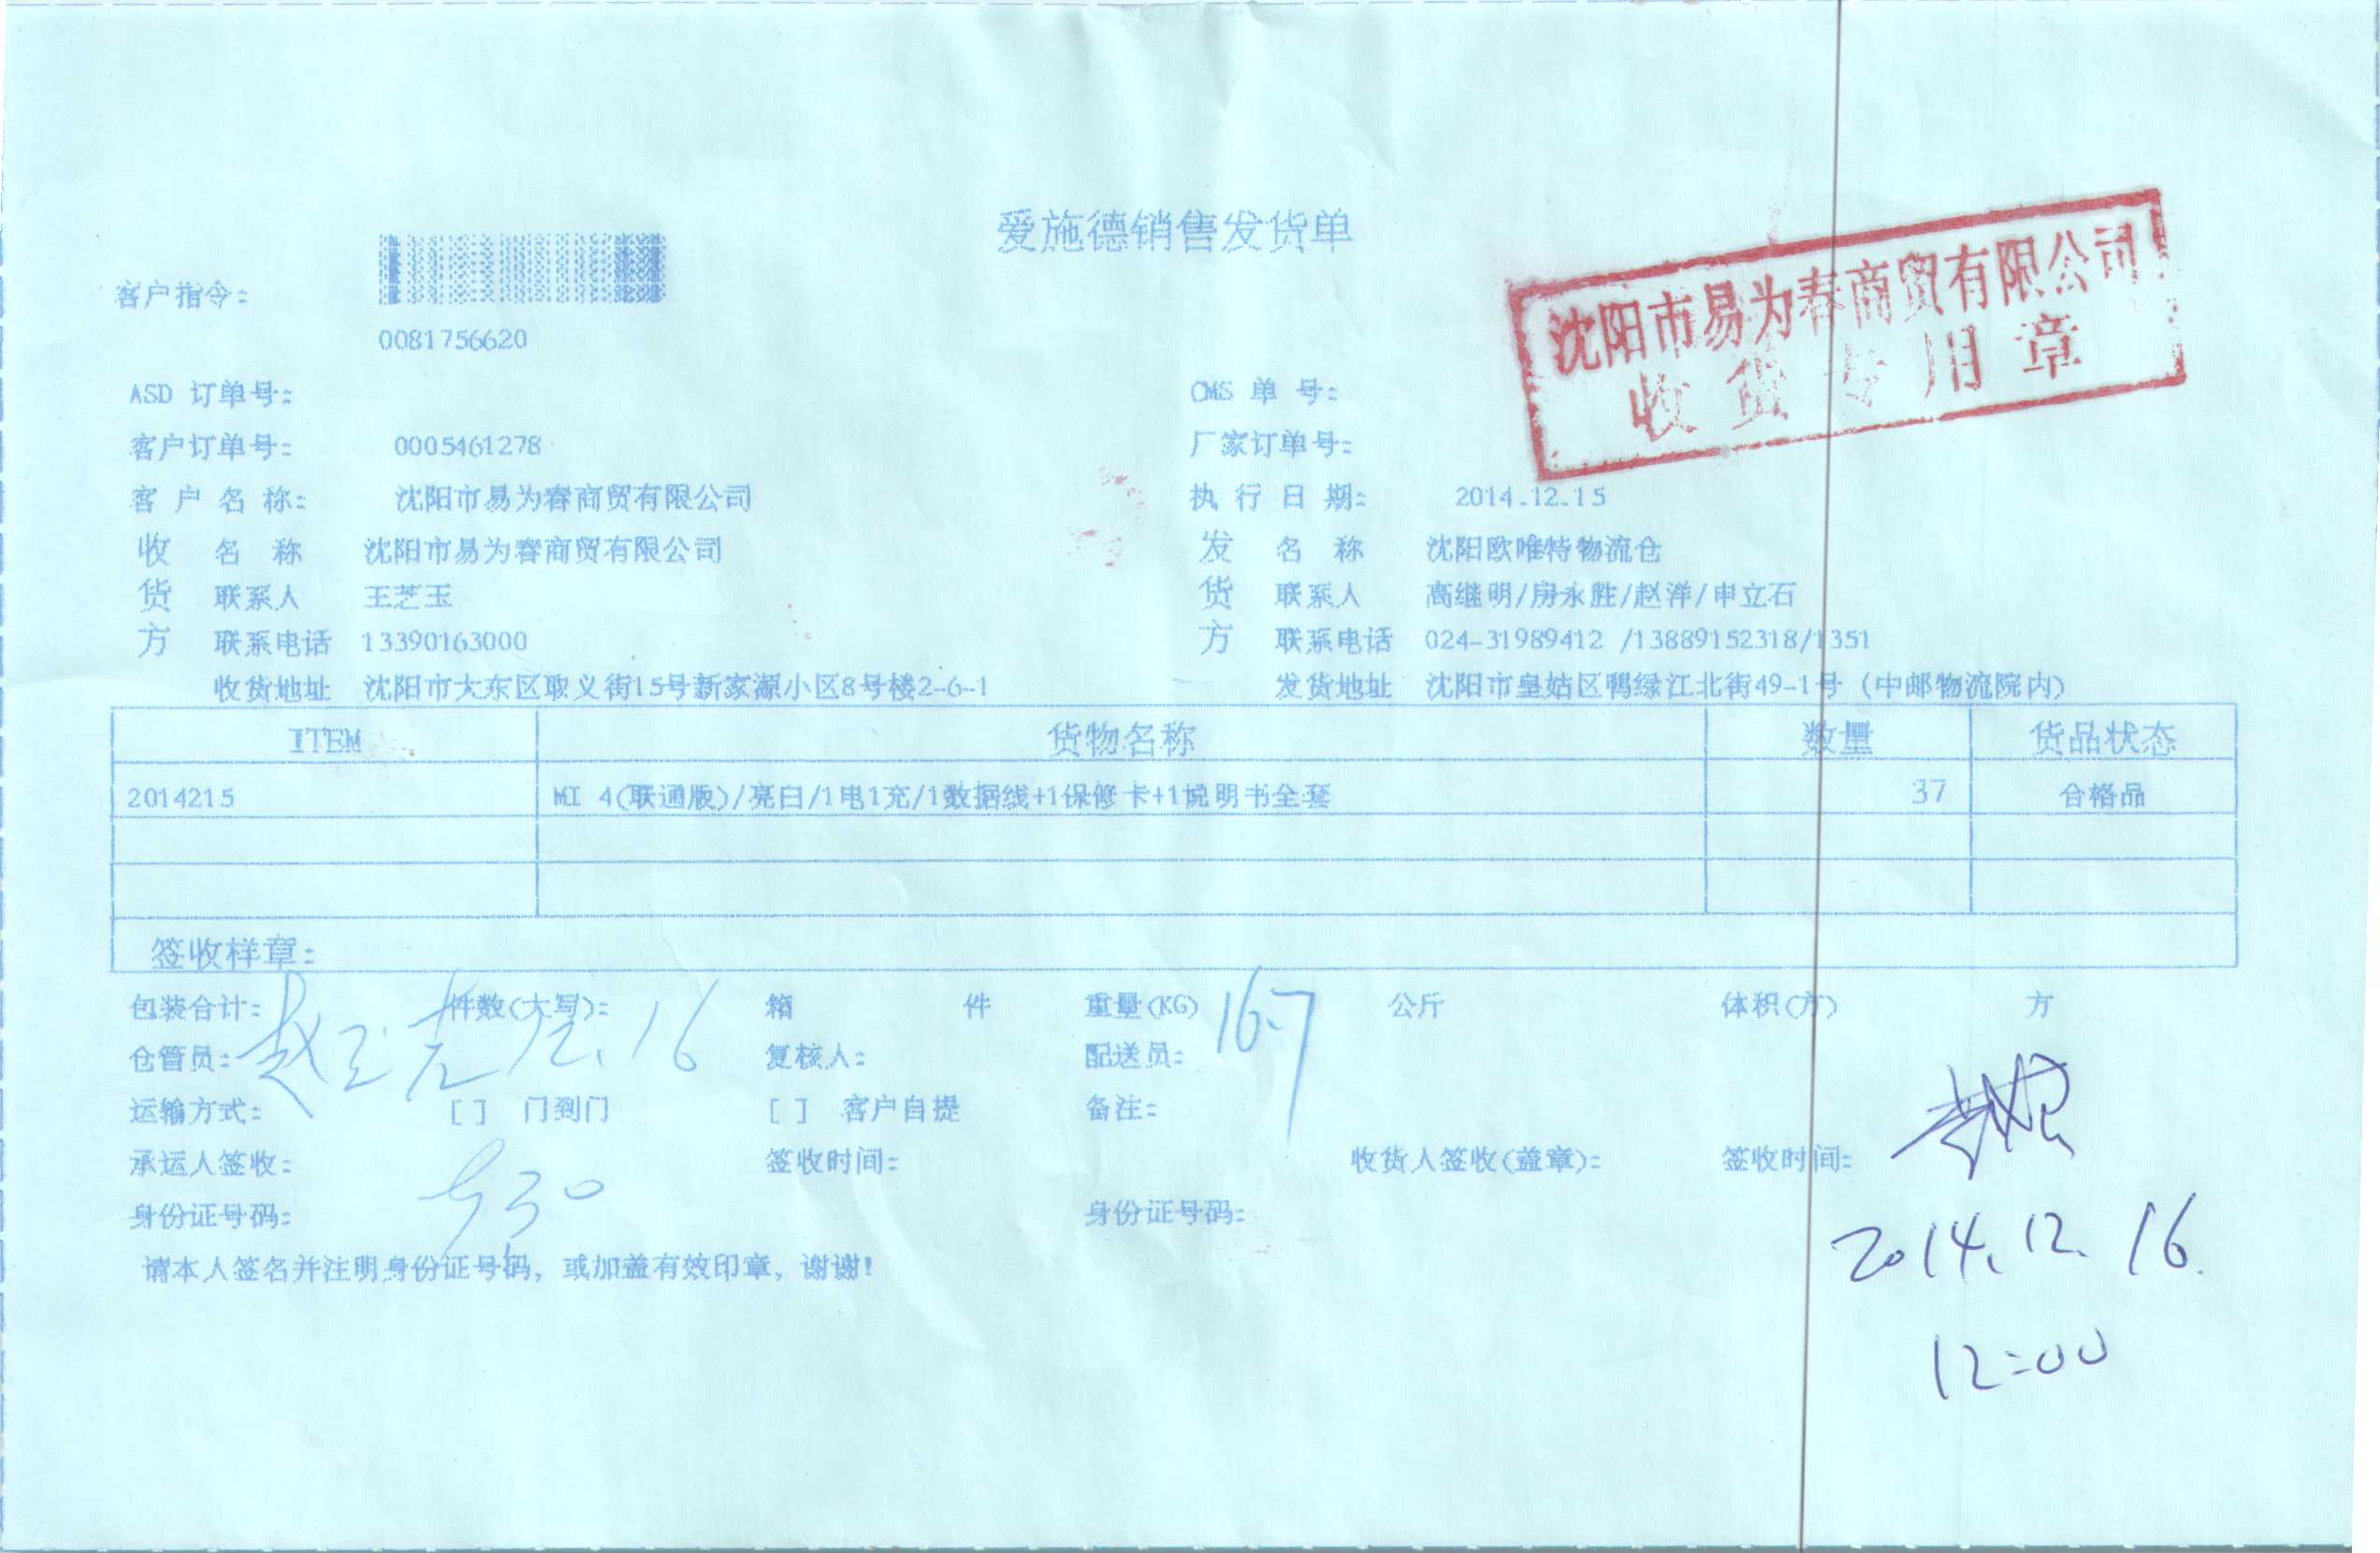 爱施德销售发货单
沈阳市易为春商贸有限公司
收货专用章
客户指令:
0081756620
ASD 订单号:
CMS 单 号:
客户订单号: 0005461278
厂家订单号:
客 户 名 称: 沈阳市易为春商贸有限公司
执 行 日 期: 2014.12.15
收 名 称 沈阳市易为春商贸有限公司
发 名 称 沈阳欧唯特物流仓
货 联系人 王芝玉
货 联系人 高继明/房永胜/赵洋/申立石
方 联系电话 13390163000
方 联系电话 024-31989412 /13889152318/1351
收货地址 沈阳市大东区取义街15号新家源小区8号楼2-6-1
发货地址 沈阳市皇姑区鸭绿江北街49-1号 (中邮物流院内)
ITEM 货物名称 数量 货品状态
2014215 MI 4(联通版)/亮白/1电1充/1数据线+1保修卡+1说明书全套 37 合格品
签收样章:
包装合计: 件数(大写): 箱 件 重量(KG) 公斤 体积(方) 方
12.16
16-7
仓管员: 复核人: 配送员:
运输方式: [ ] 门到门 [ ] 客户自提 备注:
承运人签收: 签收时间: 收货人签收(盖章): 签收时间:
身份证号码: 身份证号码:
2014.12.16.
请本人签名并注明身份证号码, 或加盖有效印章, 谢谢!
12:00